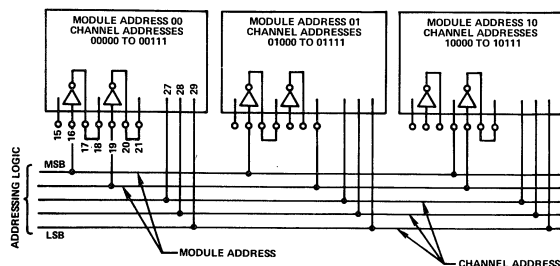 MODULE ADDRESS 00
CHANNEL ADDRESSES
00000 TO 00111
MODULE ADDRESS 01
CHANNEL ADDRESSES
01000 TO 01111
MODULE ADDRESS 10
CHANNEL ADDRESSES
10000 TO 10111
27
28
29
15
16
17
18
19
20
21
ADDRESSING LOGIC
MSB
LSB
MODULE ADDRESS
CHANNEL ADDRESS